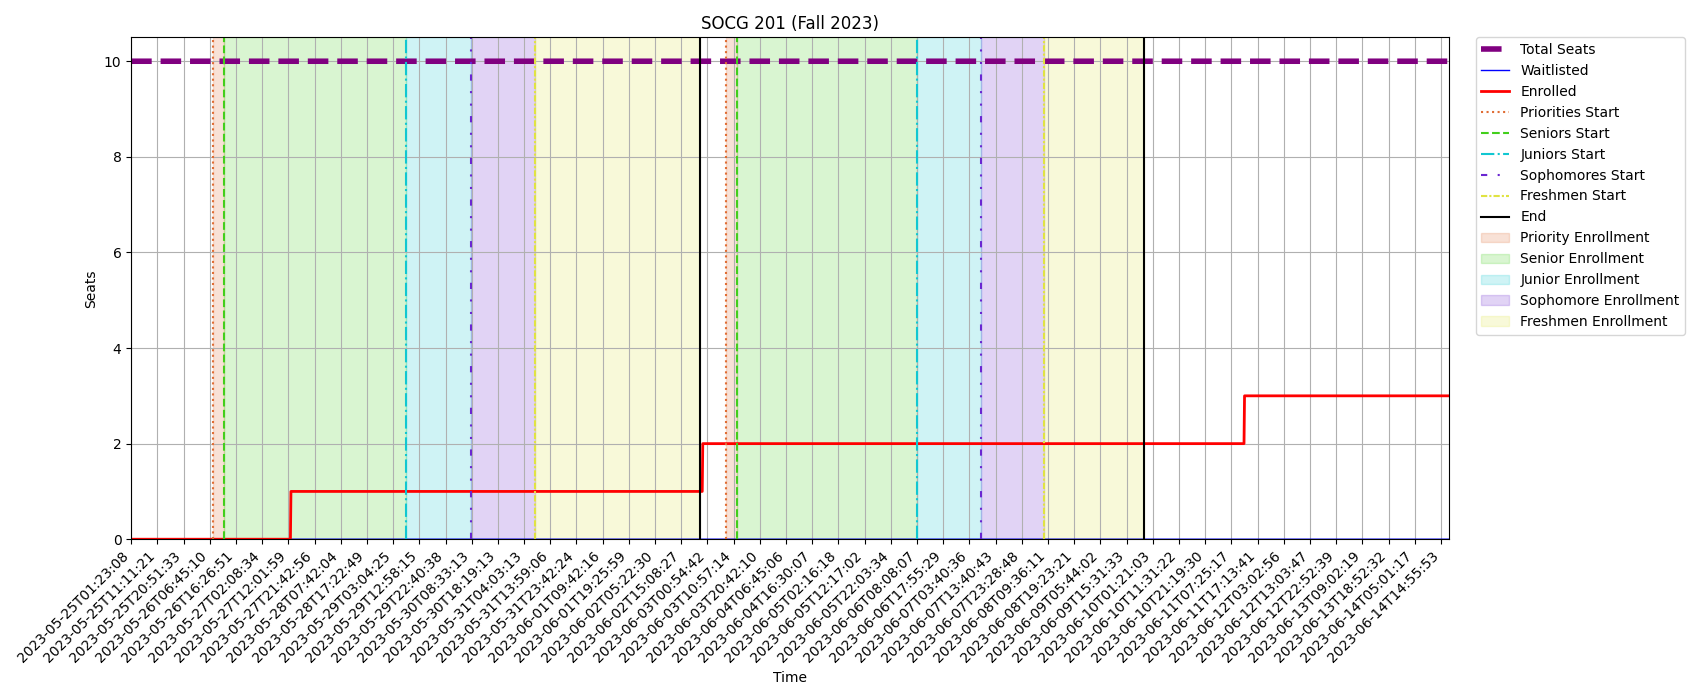 SOCG 201 (Fall 2023)
10
8
6
4
2
0
Seats
2023-05-25T01:23:08
2023-05-25T11:11:21
2023-05-25T20:51:33
2023-05-26T06:45:10
2023-05-26T16:26:51
2023-05-27T02:08:34
2023-05-27T12:01:59
2023-05-27T21:42:56
2023-05-28T07:42:04
2023-05-28T17:22:49
2023-05-29T03:04:25
2023-05-29T12:58:15
2023-05-29T22:40:38
2023-05-30T08:33:13
2023-05-30T18:19:13
2023-05-31T04:03:13
2023-05-31T13:59:06
2023-05-31T23:42:24
2023-06-01T09:42:16
2023-06-01T19:25:59
2023-06-02T05:22:30
2023-06-02T15:08:27
2023-06-03T00:54:42
2023-06-03T10:57:14
2023-06-03T20:42:10
2023-06-04T06:45:06
2023-06-04T16:30:07
2023-06-05T02:16:18
2023-06-05T12:17:02
2023-06-05T22:03:34
2023-06-06T08:08:07
2023-06-06T17:55:29
2023-06-07T03:40:36
2023-06-07T13:40:43
2023-06-07T23:28:48
2023-06-08T09:36:11
2023-06-08T19:23:21
2023-06-09T05:44:02
2023-06-09T15:31:33
2023-06-10T01:21:03
2023-06-10T11:31:22
2023-06-10T21:19:30
2023-06-11T07:25:17
2023-06-11T17:13:41
2023-06-12T03:02:56
2023-06-12T13:03:47
2023-06-12T22:52:39
2023-06-13T09:02:19
2023-06-13T18:52:32
2023-06-14T05:01:17
2023-06-14T14:55:53
Time
Total Seats
Waitlisted
Enrolled
Priorities Start
Seniors Start
Juniors Start
Sophomores Start
Freshmen Start
End
Priority Enrollment
Senior Enrollment
Junior Enrollment
Sophomore Enrollment
Freshmen Enrollment